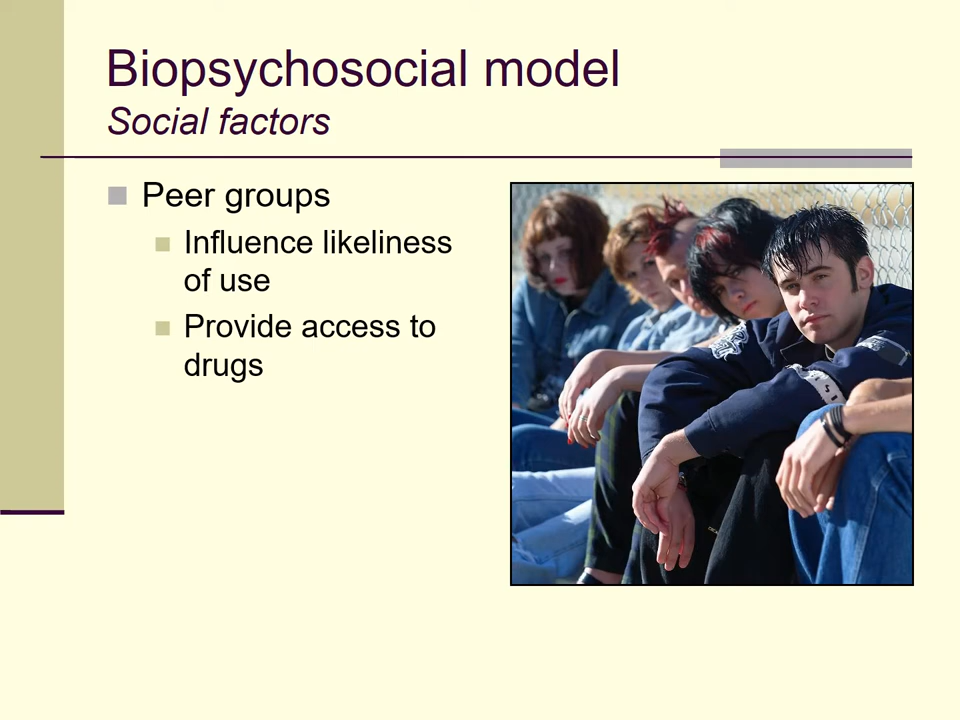 Biopsychosocial model
Social factors
Peer groups
Influence likeliness
of use
Provide access to
drugs